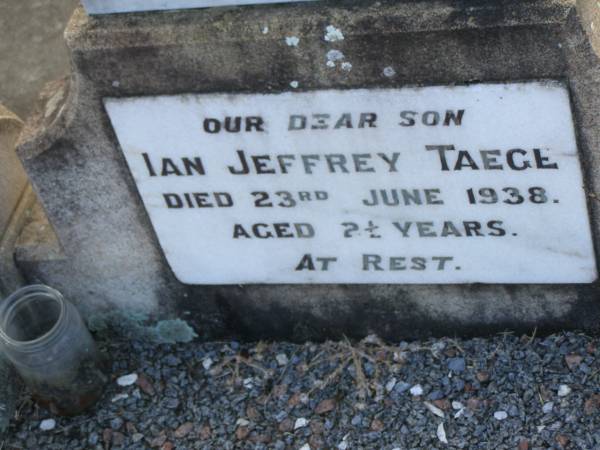 OUR DEAR SON
IAN JEFFREY TAEGE
DIED 23RD JUNE 1938.
AGED 2½ YEARS.
AT REST.